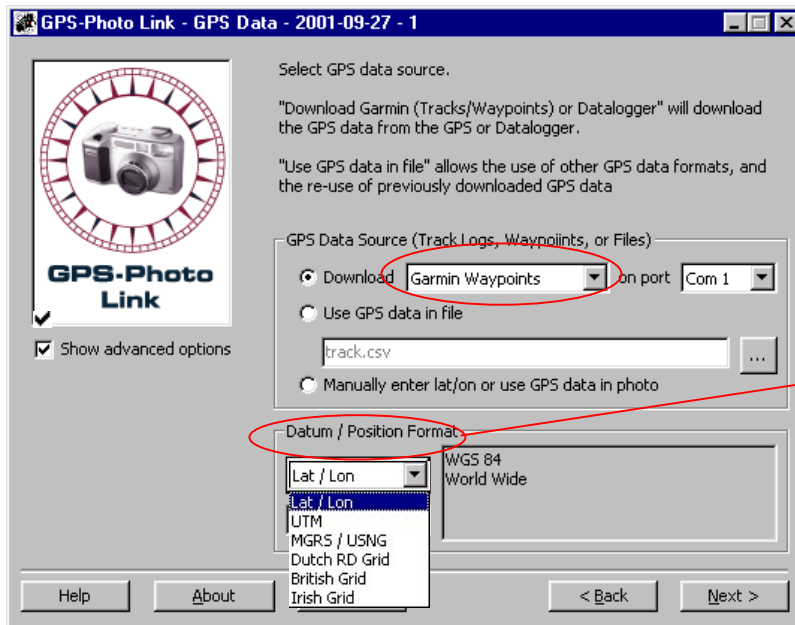 GPS-Photo Link - GPS Data - 2001-09-27 - 1
Select GPS data source.
"Download Garmin (Tracks/Waypoints) or Datalogger" will download
the GPS data from the GPS or Datalogger.
"Use GPS data in file" allows the use of other GPS data formats, and
the re-use of previously downloaded GPS data
GPS-Photo
Link
Show advanced options
GPS Data Source (Track Logs, Waypoiints, or Files)
Download Garmin Waypoints on port Com 1
Use GPS data in file
track.csv
...
Manually enter lat/on or use GPS data in photo
Datum / Position Format
Lat / Lon
WGS 84
World Wide
Lat / Lon
UTM
MGRS / USNG
Dutch RD Grid
British Grid
Irish Grid
Help About < Back Next >